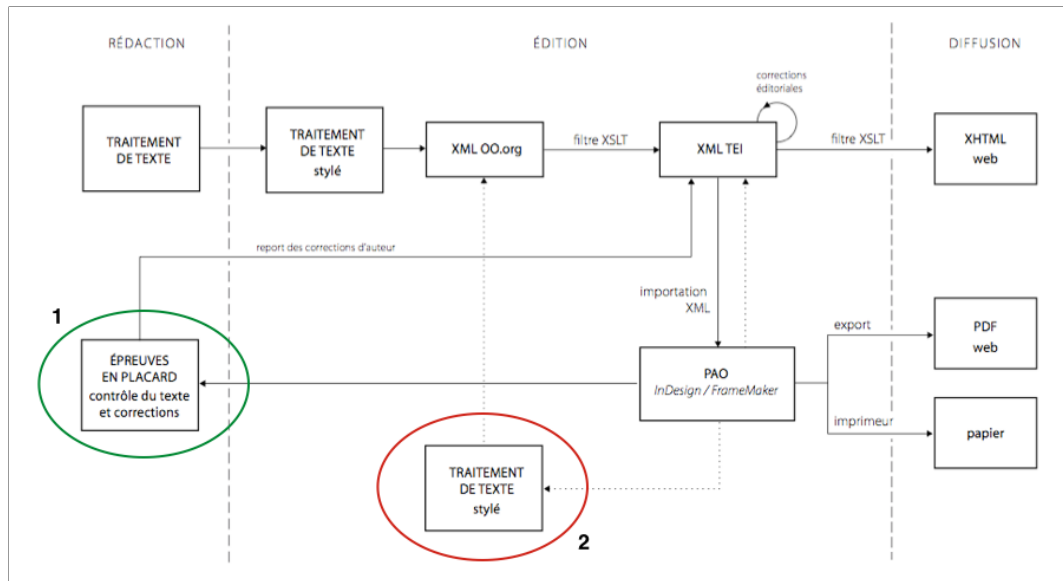 RÉDACTION
ÉDITION
DIFFUSION
corrections
éditoriales
TRAITEMENT
DE TEXTE
TRAITEMENT
DE TEXTE
stylé
XML OO.org
filtre XSLT
XML TEI
filtre XSLT
XHTML
web
report des corrections d'auteur
importation
XML
1
ÉPREUVES
EN PLACARD
contrôle du texte
et corrections
PAO
InDesign / FrameMaker
export
PDF
web
imprimeur
papier
TRAITEMENT
DE TEXTE
stylé
2